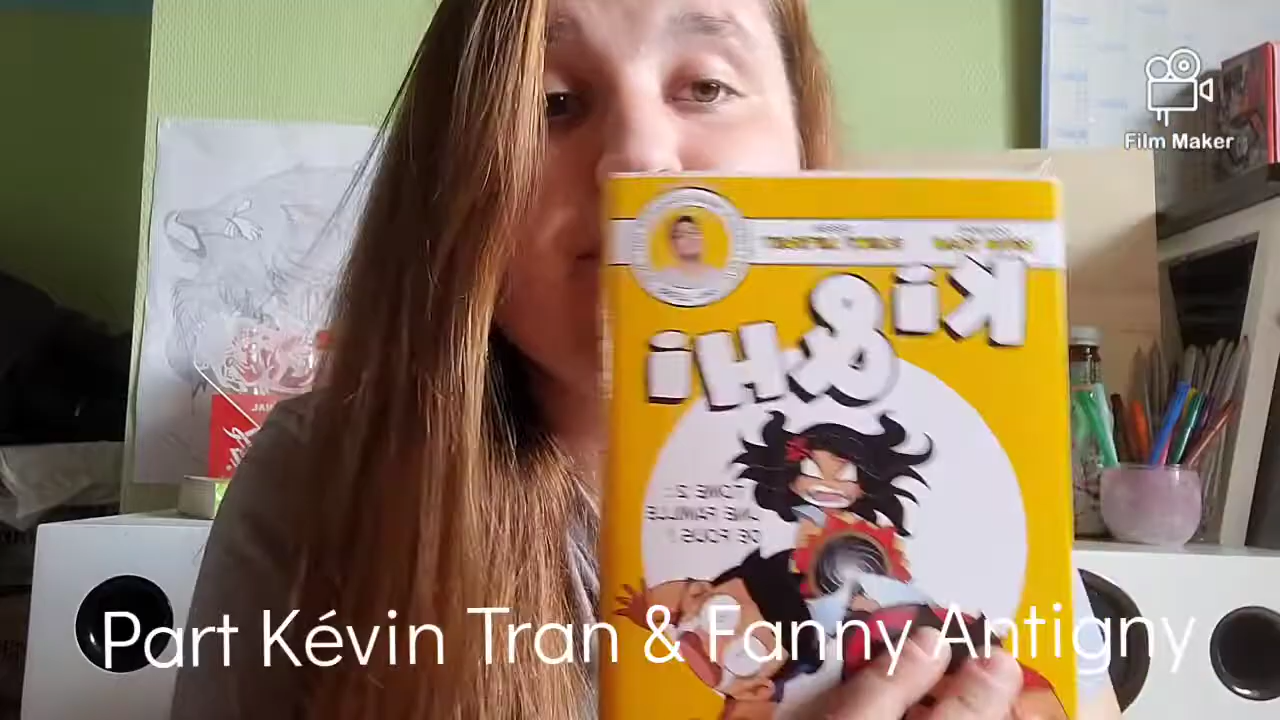 Film Maker
Ki & Hi
TOME 2 :
UNE FAMILLE
DE FOUS !
Part Kévin Tran & Fanny Antigny